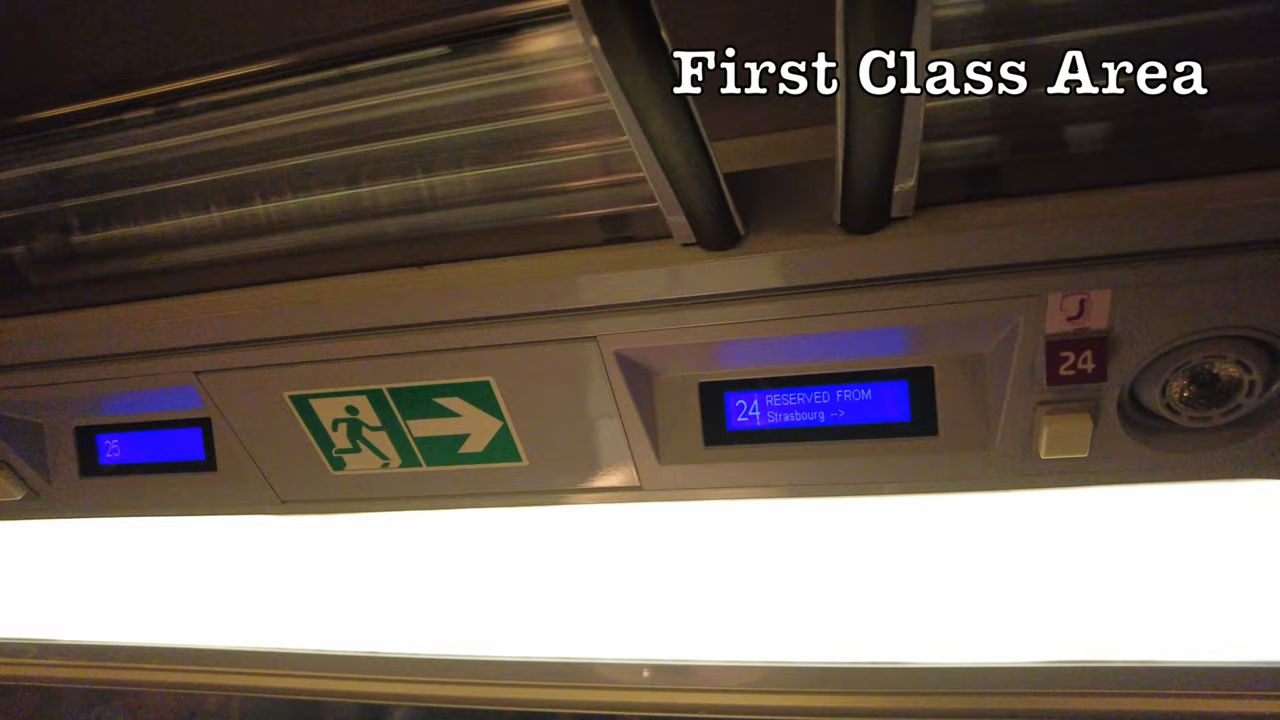 First Class Area
25
24 RESERVED FROM
Strasbourg -->
24